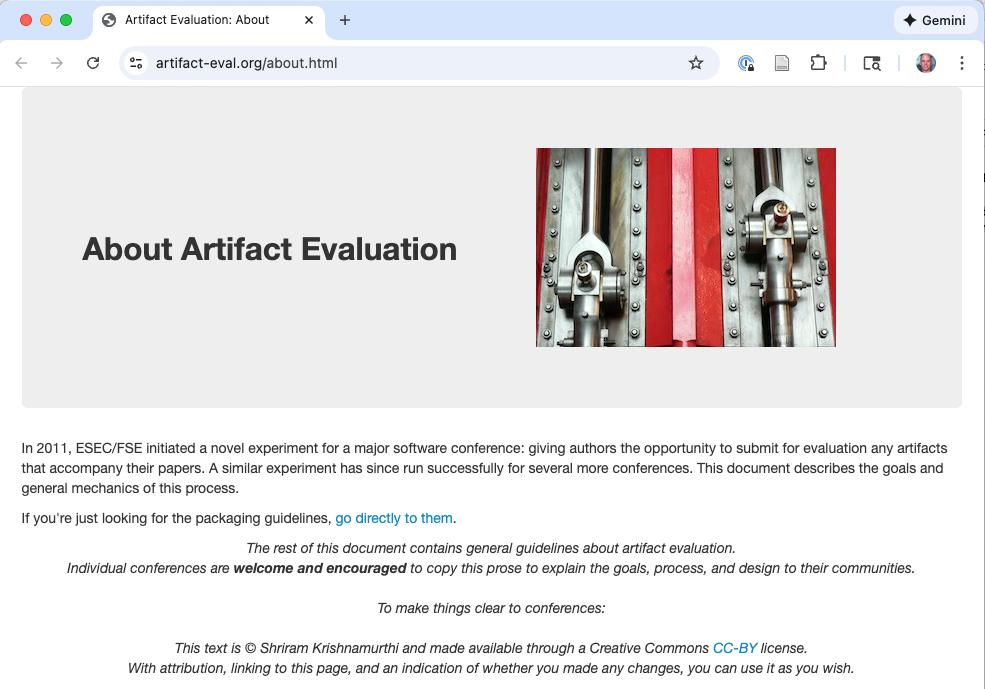 Artifact Evaluation: About
Gemini
artifact-eval.org/about.html
About Artifact Evaluation
In 2011, ESEC/FSE initiated a novel experiment for a major software conference: giving authors the opportunity to submit for evaluation any artifacts
that accompany their papers. A similar experiment has since run successfully for several more conferences. This document describes the goals and
general mechanics of this process.
If you're just looking for the packaging guidelines, go directly to them.
The rest of this document contains general guidelines about artifact evaluation.
Individual conferences are welcome and encouraged to copy this prose to explain the goals, process, and design to their communities.
To make things clear to conferences:
This text is © Shriram Krishnamurthi and made available through a Creative Commons CC-BY license.
With attribution, linking to this page, and an indication of whether you made any changes, you can use it as you wish.